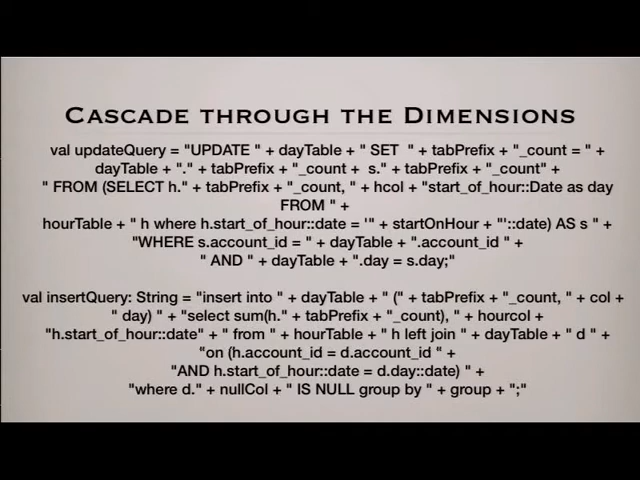 CASCADE THROUGH THE DIMENSIONS
val updateQuery = "UPDATE " + dayTable + " SET  " + tabPrefix + "_count = " +
dayTable + "." + tabPrefix + "_count +  s." + tabPrefix + "_count" +
" FROM (SELECT h." + tabPrefix + "_count, " + hcol + "start_of_hour::Date as day
FROM " +
hourTable + " h where h.start_of_hour::date = '" + startOnHour + "'::date) AS s " +
"WHERE s.account_id = " + dayTable + ".account_id " +
" AND " + dayTable + ".day = s.day;"
val insertQuery: String = "insert into " + dayTable + " (" + tabPrefix + "_count, " + col +
" day) " + "select sum(h." + tabPrefix + "_count), " + hourcol +
"h.start_of_hour::date" + " from " + hourTable + " h left join " + dayTable + " d " +
"on (h.account_id = d.account_id " +
"AND h.start_of_hour::date = d.day::date) " +
"where d." + nullCol + " IS NULL group by " + group + ";"